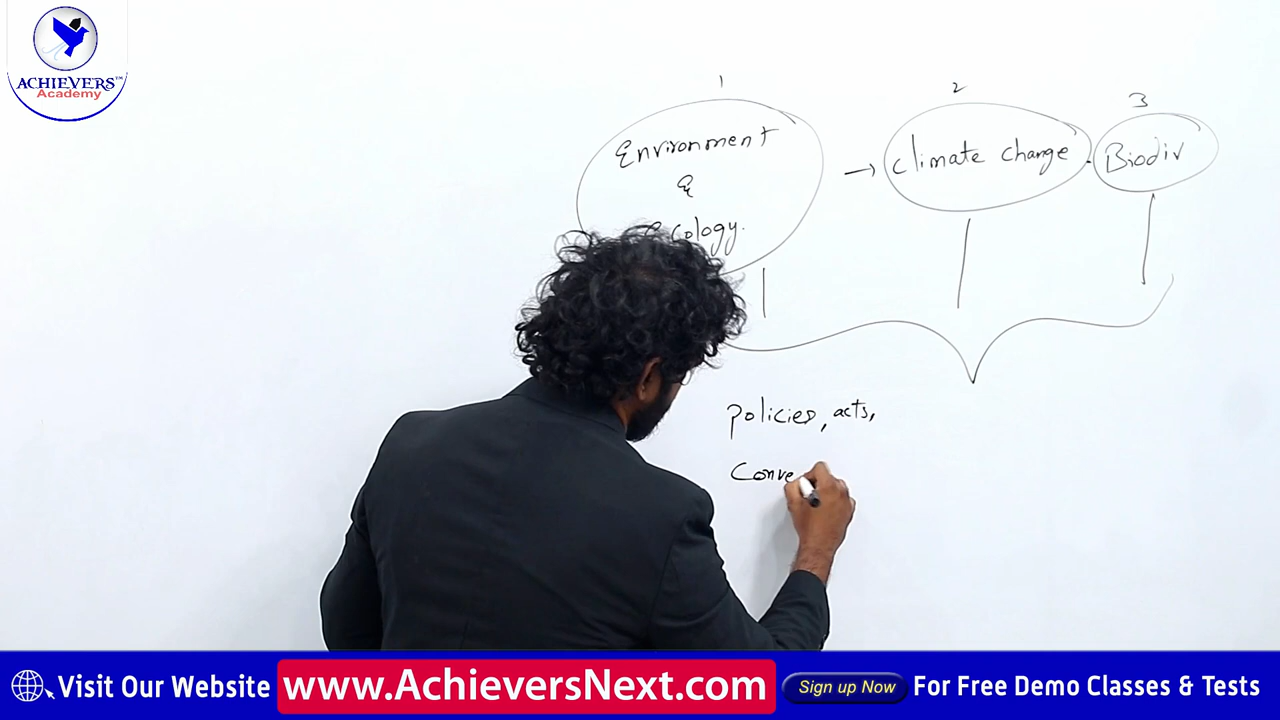 ACHIEVERS™
Academy
1
2
3
Environment
&
Ecology.
→ climate change
Biodiv
policies, acts,
Conve
Visit Our Website
www.AchieversNext.com
Sign up Now
For Free Demo Classes & Tests